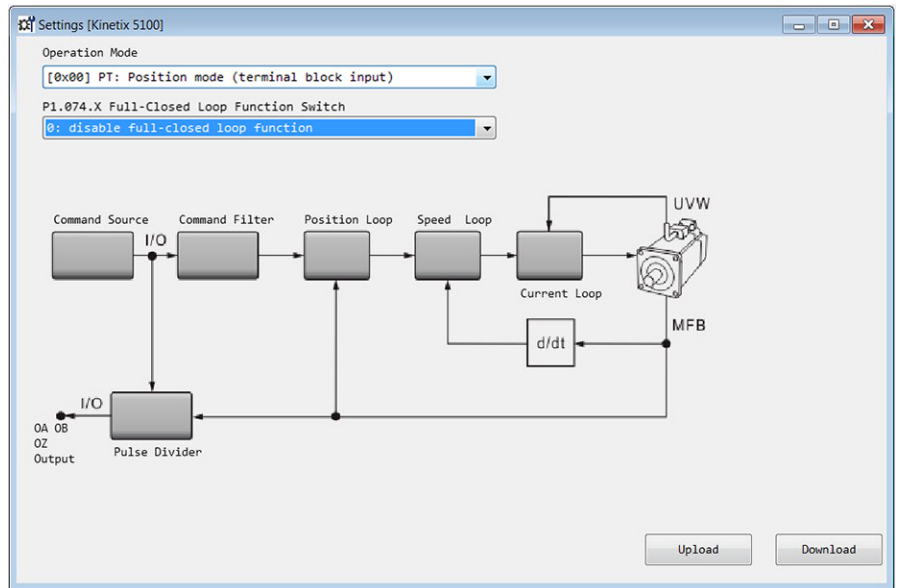 Settings [Kinetix 5100]
Operation Mode
[0x00] PT: Position mode (terminal block input)
P1.074.X Full-Closed Loop Function Switch
0: disable full-closed loop function
UVW
Command Source
Command Filter
Position Loop
Speed Loop
I/O
Current Loop
MFB
d/dt
I/O
OA OB
OZ
Output
Pulse Divider
Upload
Download